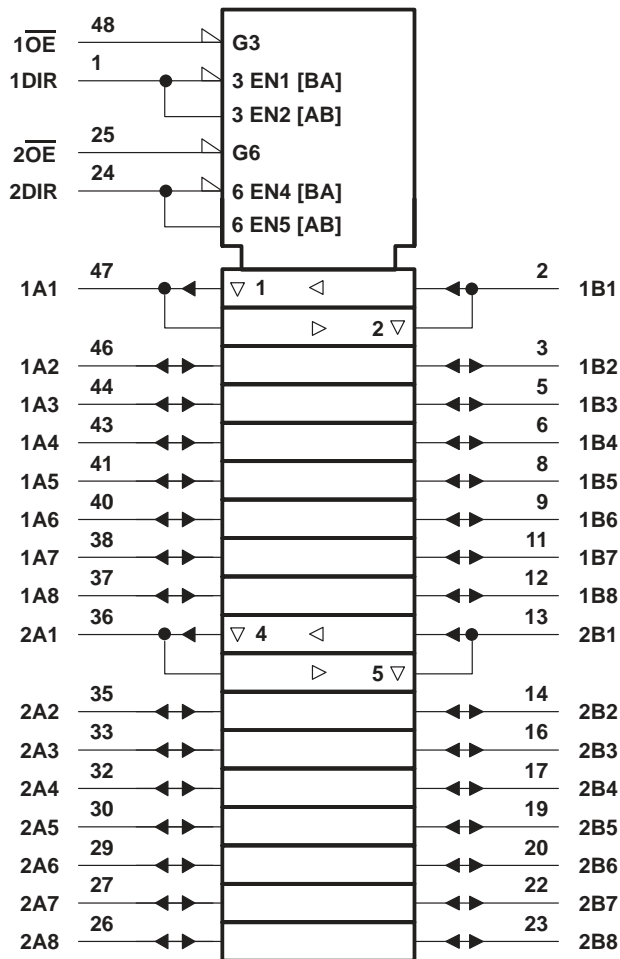 48
1O̅E̅ G3
1
1DIR 3 EN1 [BA]
3 EN2 [AB]
25
2O̅E̅ G6
24
2DIR 6 EN4 [BA]
6 EN5 [AB]
47 2
1A1 ▽ 1 ◁ 1B1
▷ 2 ▽
46 3
1A2 1B2
44 5
1A3 1B3
43 6
1A4 1B4
41 8
1A5 1B5
40 9
1A6 1B6
38 11
1A7 1B7
37 12
1A8 1B8
36 13
2A1 ▽ 4 ◁ 2B1
▷ 5 ▽
35 14
2A2 2B2
33 16
2A3 2B3
32 17
2A4 2B4
30 19
2A5 2B5
29 20
2A6 2B6
27 22
2A7 2B7
26 23
2A8 2B8